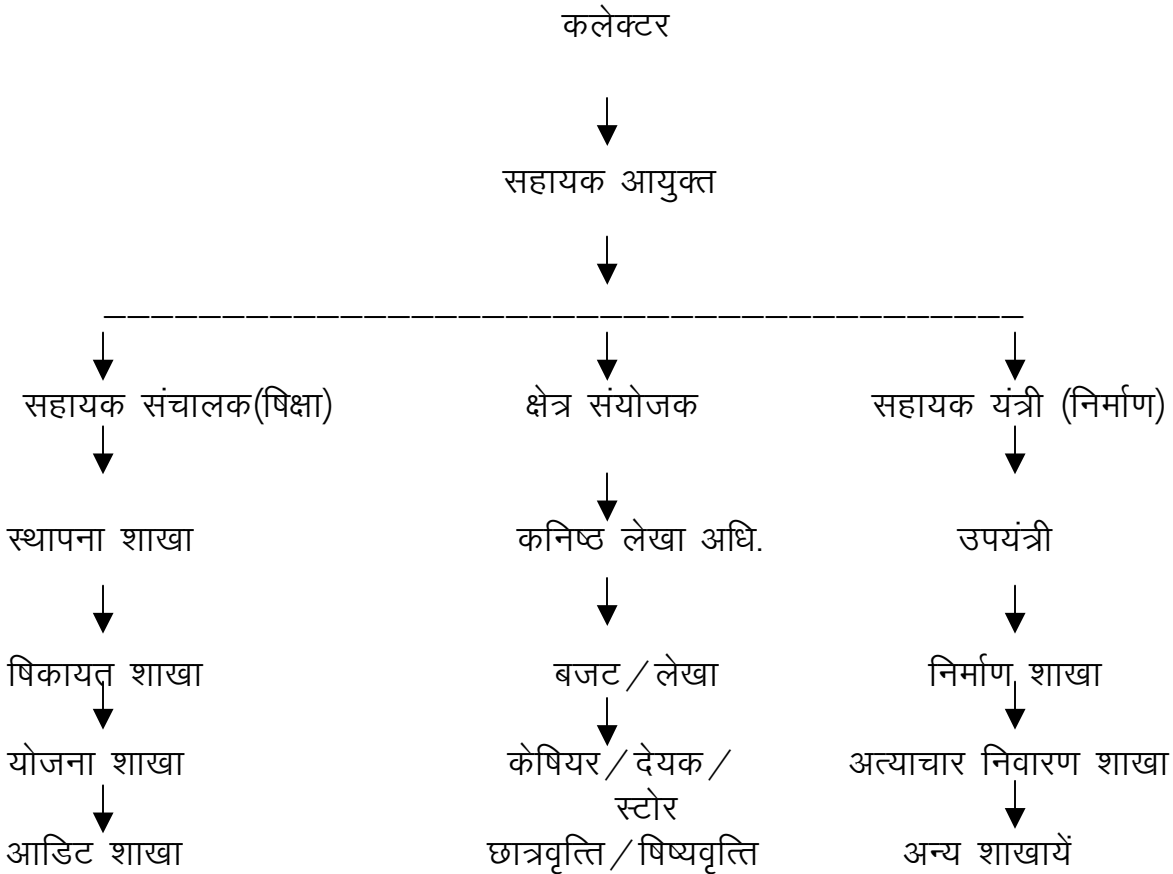 कलेक्टर
सहायक आयुक्त
सहायक संचालक(षिक्षा)
क्षेत्र संयोजक
सहायक यंत्री (निर्माण)
स्थापना शाखा
कनिष्ठ लेखा अधि.
उपयंत्री
षिकायत शाखा
बजट/लेखा
निर्माण शाखा
योजना शाखा
केषियर/देयक/
स्टोर
अत्याचार निवारण शाखा
आडिट शाखा
छात्रवृत्ति/षिष्यवृत्ति
अन्य शाखायें